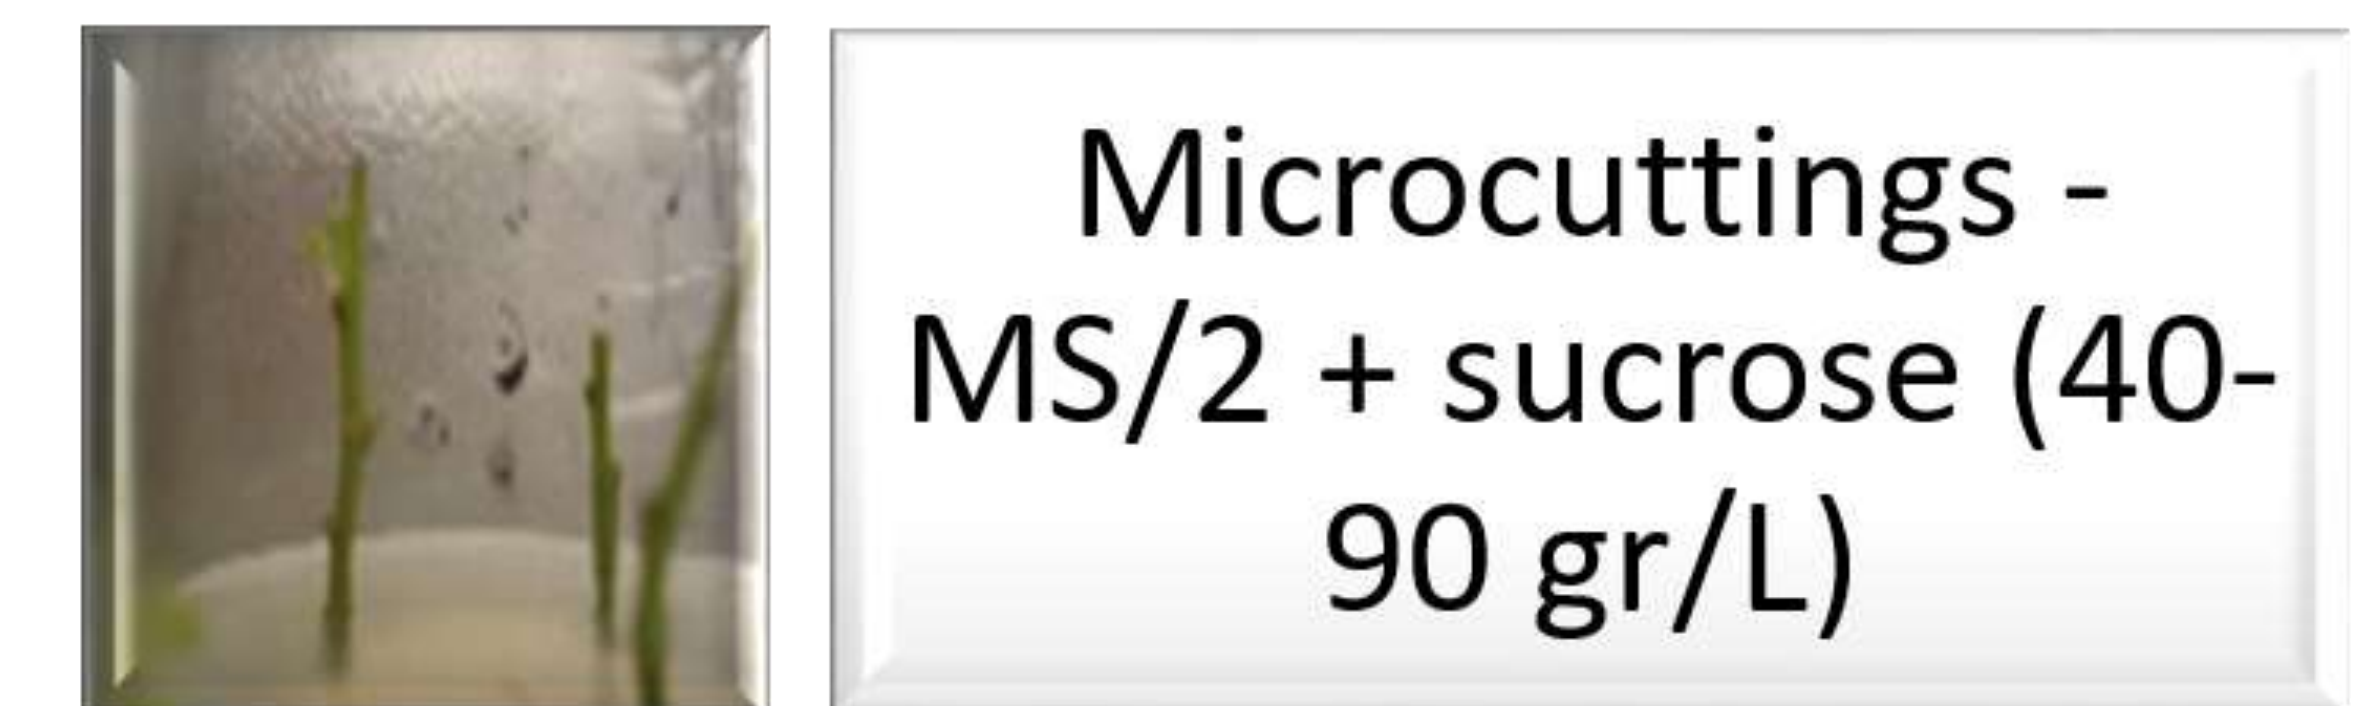 Microcuttings -
MS/2 + sucrose (40-
90 gr/L)